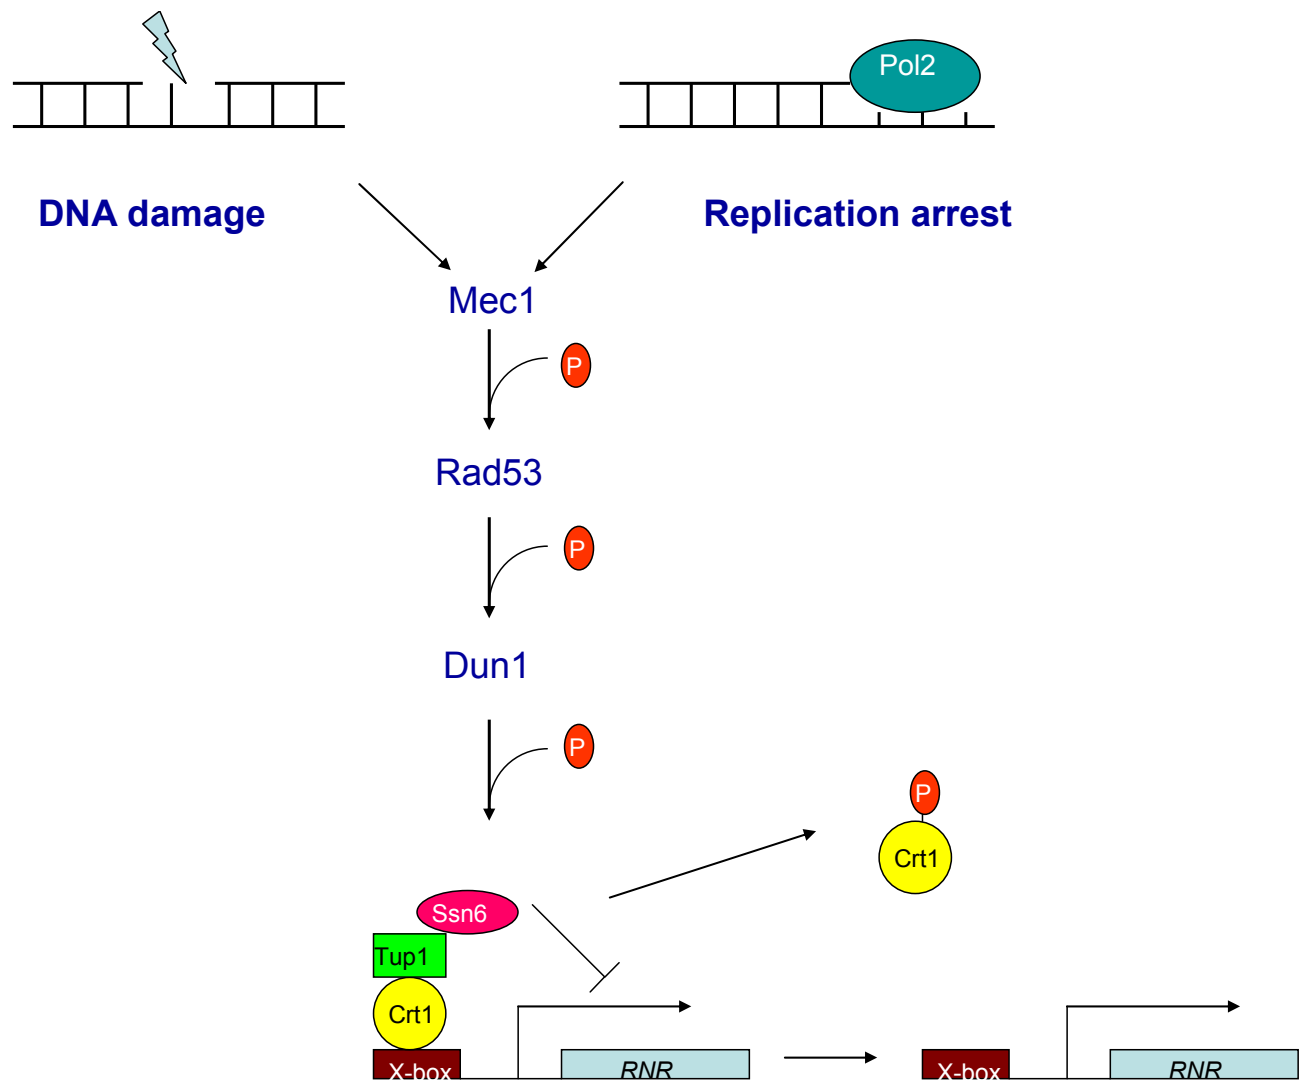 Pol2
DNA damage
Replication arrest
Mec1
P
Rad53
P
Dun1
P
P
Crt1
Ssn6
Tup1
Crt1
X-box
RNR
X-box
RNR